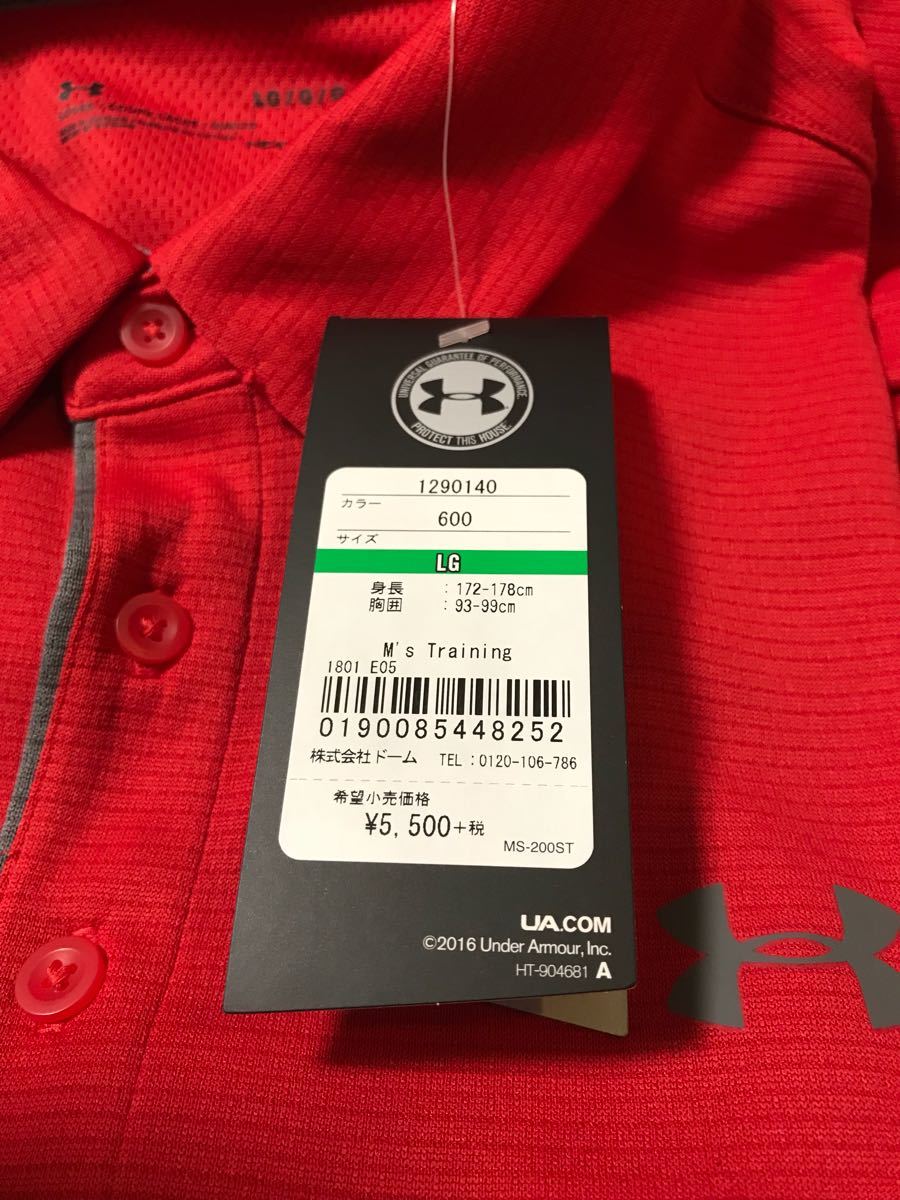 LG/G/G
UNIVERSAL GUARANTEE OF PERFORMANCE.
PROTECT THIS HOUSE.
1290140
カラー
600
サイズ
LG
身長 : 172-178cm
胸囲 : 93-99cm
M's Training
1801 E05
0190085448252
株式会社ドーム TEL : 0120-106-786
希望小売価格
¥5,500+税
MS-200ST
UA.COM
©2016 Under Armour, Inc.
HT-904681 A